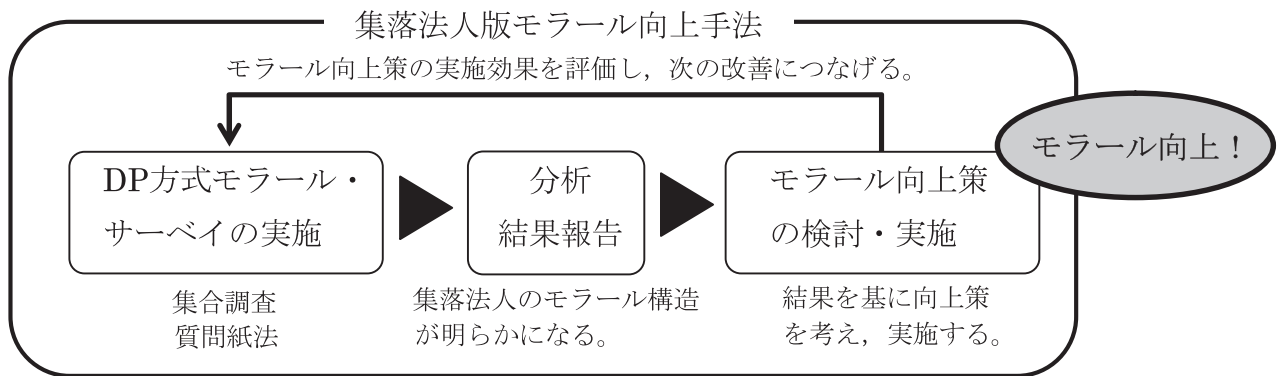 集落法人版モラール向上手法
モラール向上策の実施効果を評価し，次の改善につなげる。
モラール向上！
DP方式モラール・
サーベイの実施
分析
結果報告
モラール向上策
の検討・実施
集合調査
質問紙法
集落法人のモラール構造
が明らかになる。
結果を基に向上策
を考え，実施する。